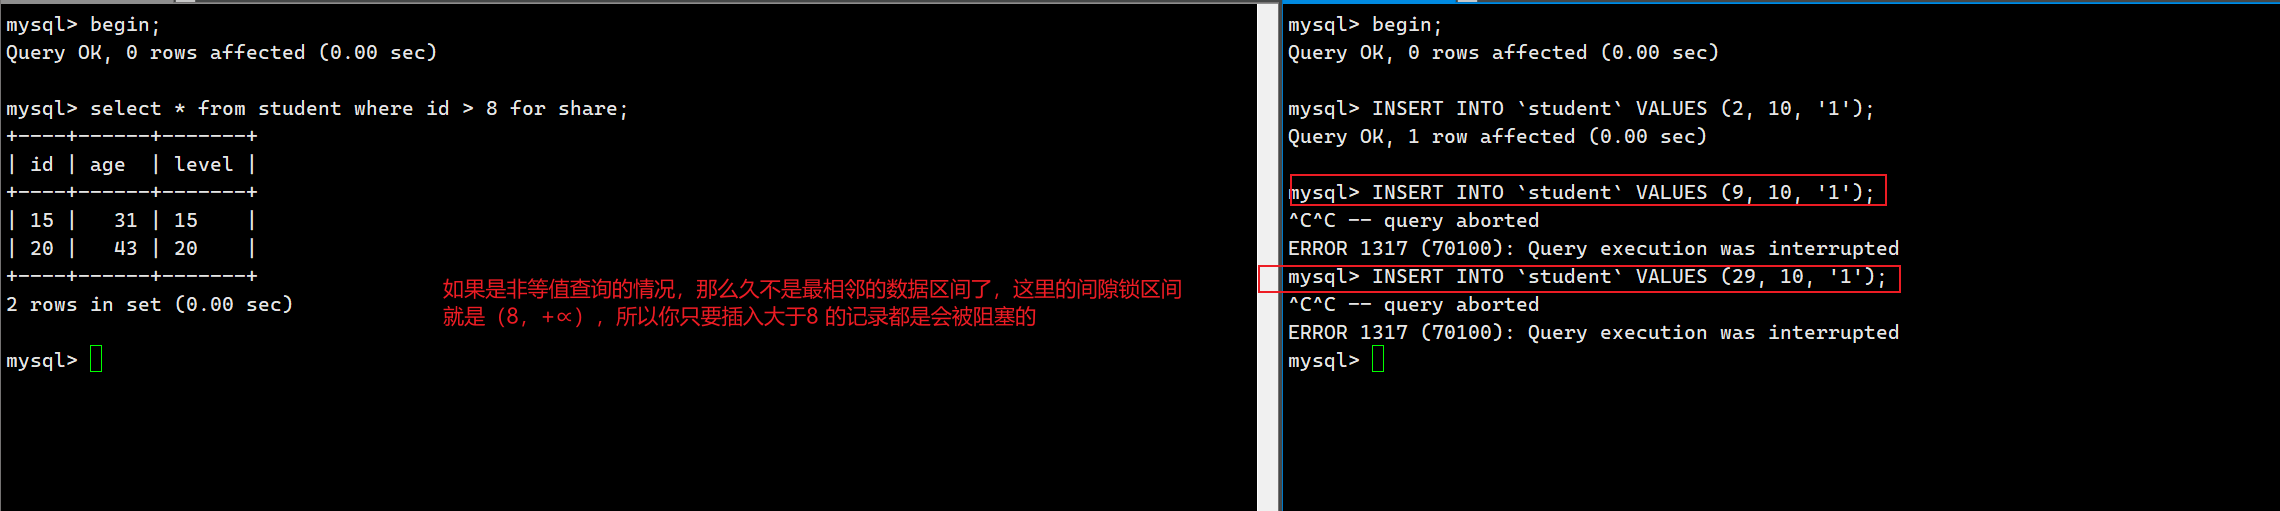 mysql> begin;
Query OK, 0 rows affected (0.00 sec)
mysql> select * from student where id > 8 for share;
+----+------+-------+
| id | age  | level |
+----+------+-------+
| 15 |   31 | 15    |
| 20 |   43 | 20    |
+----+------+-------+
2 rows in set (0.00 sec)
mysql>
如果是非等值查询的情况，那么久不是最相邻的数据区间了，这里的间隙锁区间
就是（8，+∝），所以你只要插入大于8 的记录都是会被阻塞的
mysql> begin;
Query OK, 0 rows affected (0.00 sec)
mysql> INSERT INTO `student` VALUES (2, 10, '1');
Query OK, 1 row affected (0.00 sec)
mysql> INSERT INTO `student` VALUES (9, 10, '1');
^C^C -- query aborted
ERROR 1317 (70100): Query execution was interrupted
mysql> INSERT INTO `student` VALUES (29, 10, '1');
^C^C -- query aborted
ERROR 1317 (70100): Query execution was interrupted
mysql>